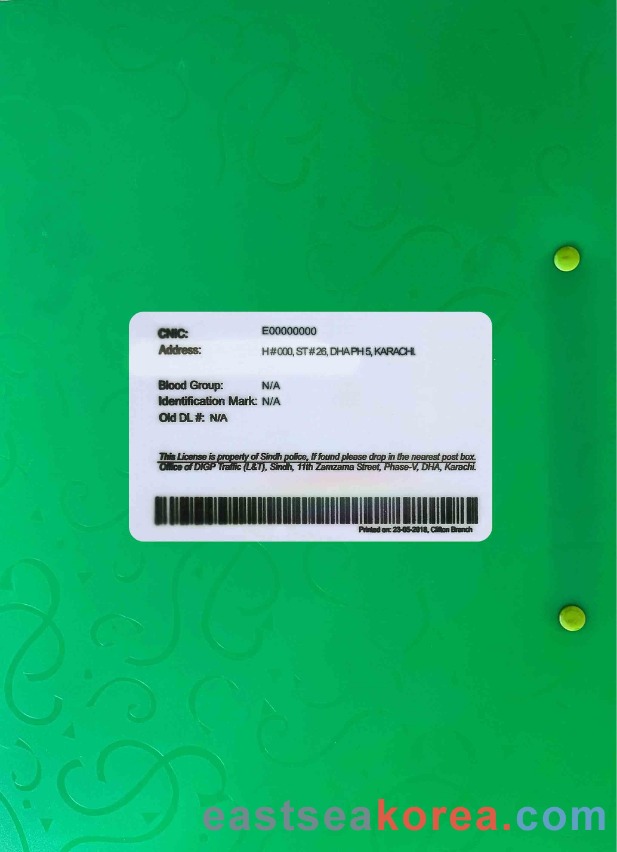 CNIC: E00000000
Address: H # 000, ST # 26, DHA PH 5, KARACHI.
Blood Group: N/A
Identification Mark: N/A
Old DL #: N/A
This License is property of Sindh police, If found please drop in the nearest post box.
Office of DIGP Traffic (L&T), Sindh, 11th Zamzama Street, Phase-V, DHA, Karachi.
Printed on: 23-05-2018, Clifton Branch
eastseakorea.com